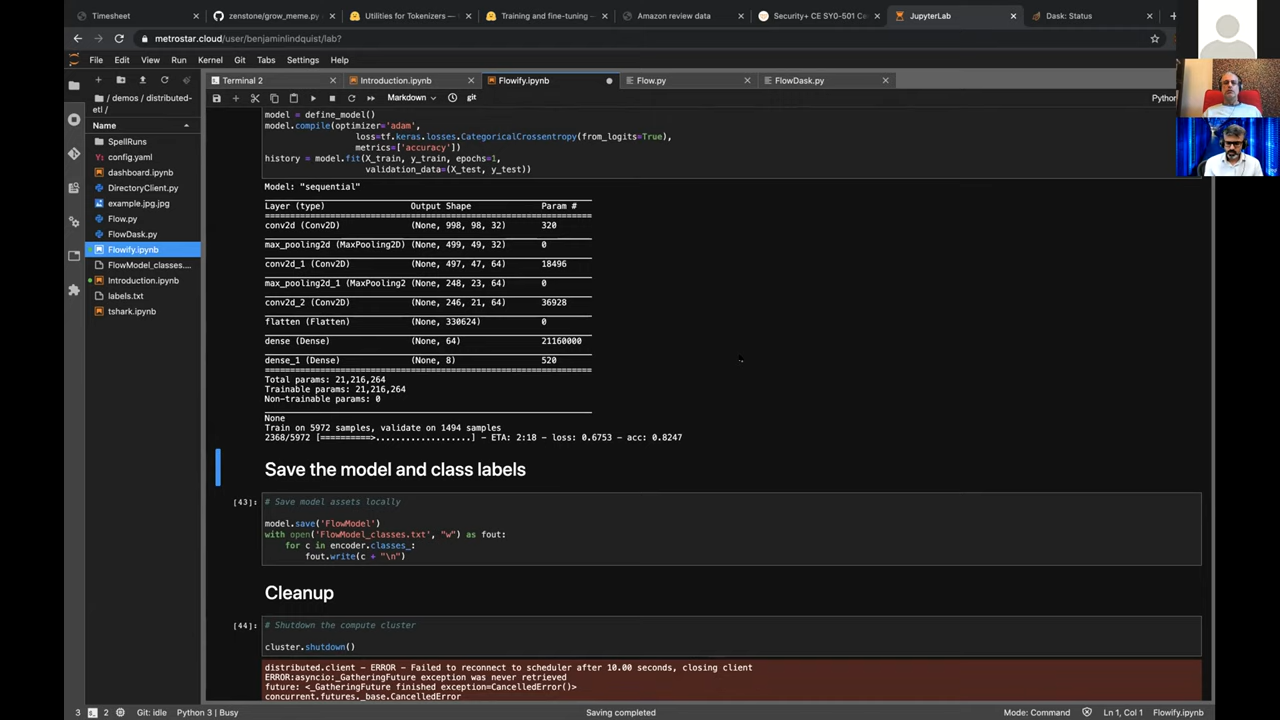 Timesheet
zenstone/grow_meme.py
Utilities for Tokenizers —
Training and fine-tuning —
Amazon review data
Security+ CE SY0-501 Ce
JupyterLab
Dask: Status
metrostar.cloud/user/benjaminlindquist/lab?
File Edit View Run Kernel Git Tabs Settings Help
Terminal 2
Introduction.ipynb
Flowify.ipynb
Flow.py
FlowDask.py
Markdown
git
Python
/ demos / distributed-
etl /
Name
SpellRuns
config.yaml
dashboard.ipynb
DirectoryClient.py
example.jpg.jpg
Flow.py
FlowDask.py
Flowify.ipynb
FlowModel_classes....
Introduction.ipynb
labels.txt
tshark.ipynb
model = define_model()
model.compile(optimizer='adam',
loss=tf.keras.losses.CategoricalCrossentropy(from_logits=True),
metrics=['accuracy'])
history = model.fit(X_train, y_train, epochs=1,
validation_data=(X_test, y_test))
Model: "sequential"
Layer (type) Output Shape Param #
=================================================================
conv2d (Conv2D) (None, 998, 98, 32) 320
max_pooling2d (MaxPooling2D) (None, 499, 49, 32) 0
conv2d_1 (Conv2D) (None, 497, 47, 64) 18496
max_pooling2d_1 (MaxPooling2 (None, 248, 23, 64) 0
conv2d_2 (Conv2D) (None, 246, 21, 64) 36928
flatten (Flatten) (None, 330624) 0
dense (Dense) (None, 64) 21160000
dense_1 (Dense) (None, 8) 520
=================================================================
Total params: 21,216,264
Trainable params: 21,216,264
Non-trainable params: 0
None
Train on 5972 samples, validate on 1494 samples
2368/5972 [==========>...................] - ETA: 2:18 - loss: 0.6753 - acc: 0.8247
Save the model and class labels
[43]: # Save model assets locally
model.save('FlowModel')
with open('FlowModel_classes.txt', "w") as fout:
for c in encoder.classes_:
fout.write(c + "\n")
Cleanup
[44]: # Shutdown the compute cluster
cluster.shutdown()
distributed.client - ERROR - Failed to reconnect to scheduler after 10.00 seconds, closing client
ERROR:asyncio:_GatheringFuture exception was never retrieved
future: <_GatheringFuture finished exception=CancelledError()>
concurrent.futures._base.CancelledError
3 2 Git: idle Python 3 | Busy Saving completed Mode: Command Ln 1, Col 1 Flowify.ipynb